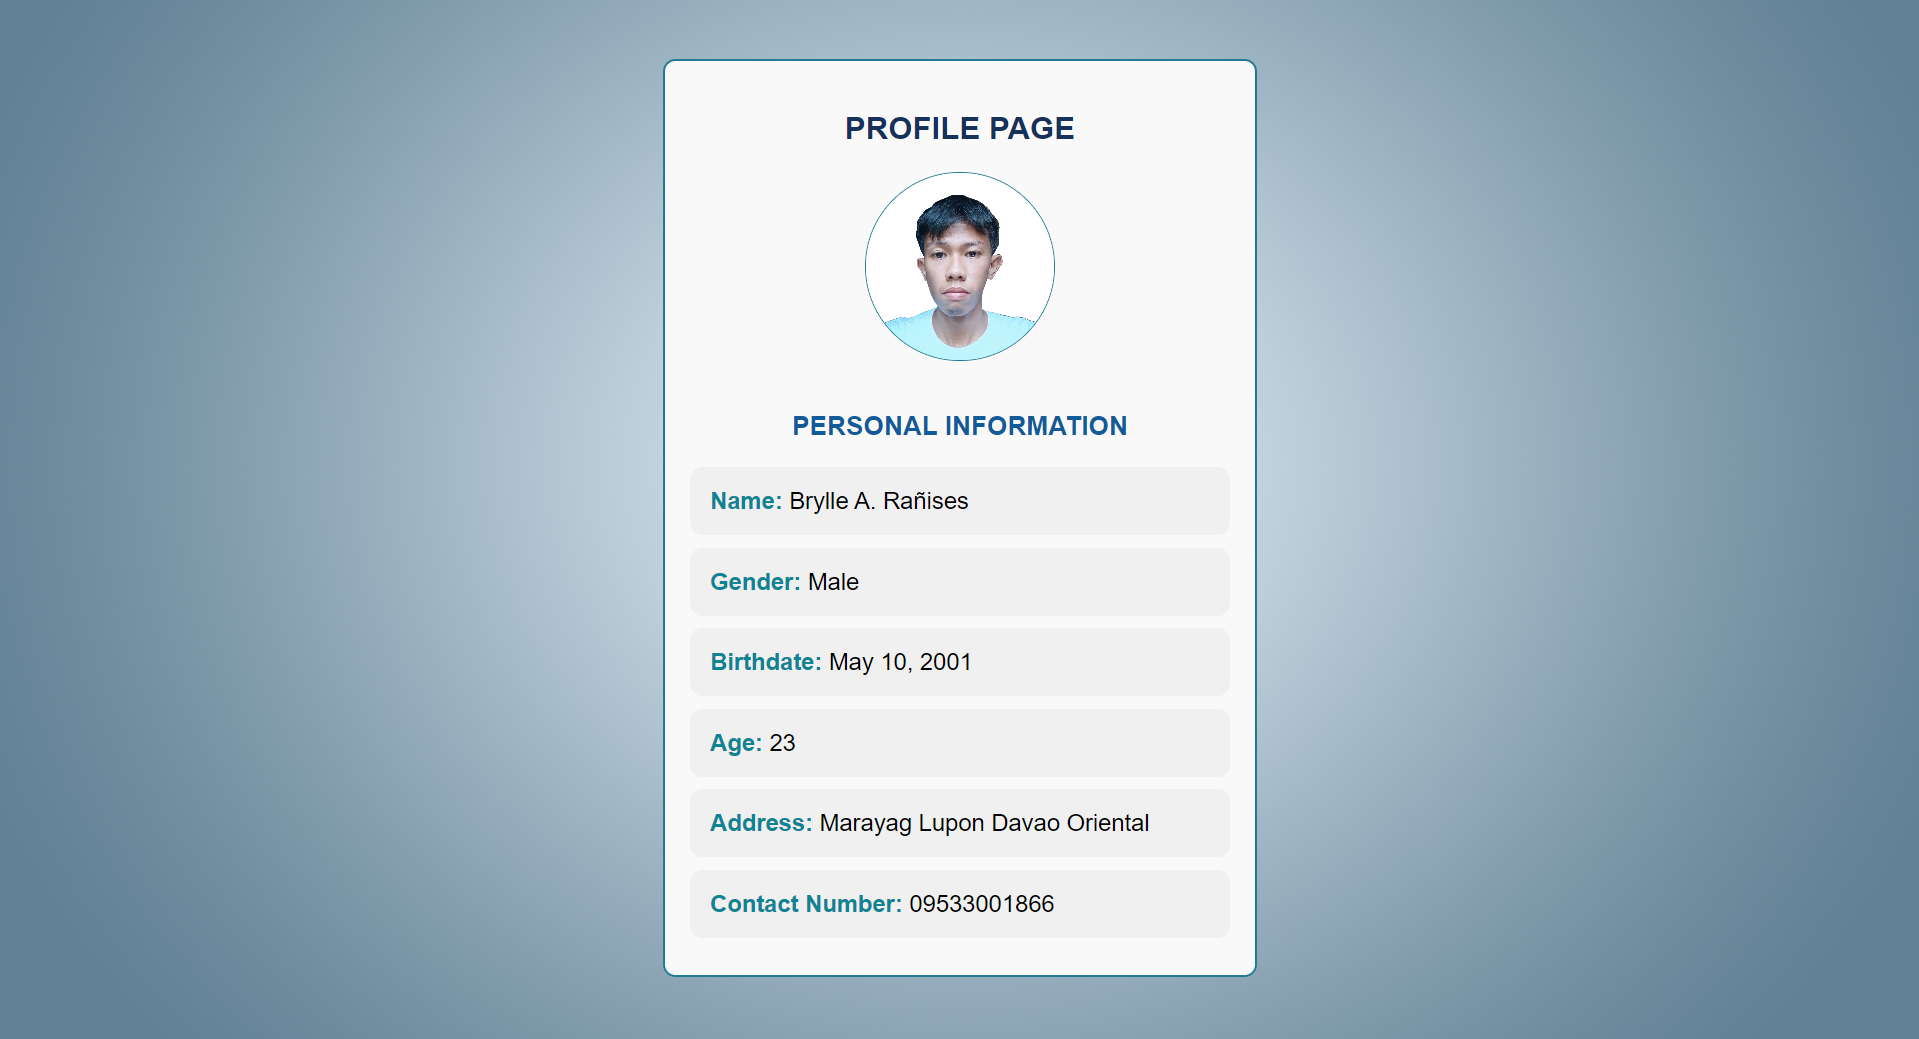 PROFILE PAGE
PERSONAL INFORMATION
Name: Brylle A. Rañises
Gender: Male
Birthdate: May 10, 2001
Age: 23
Address: Marayag Lupon Davao Oriental
Contact Number: 09533001866